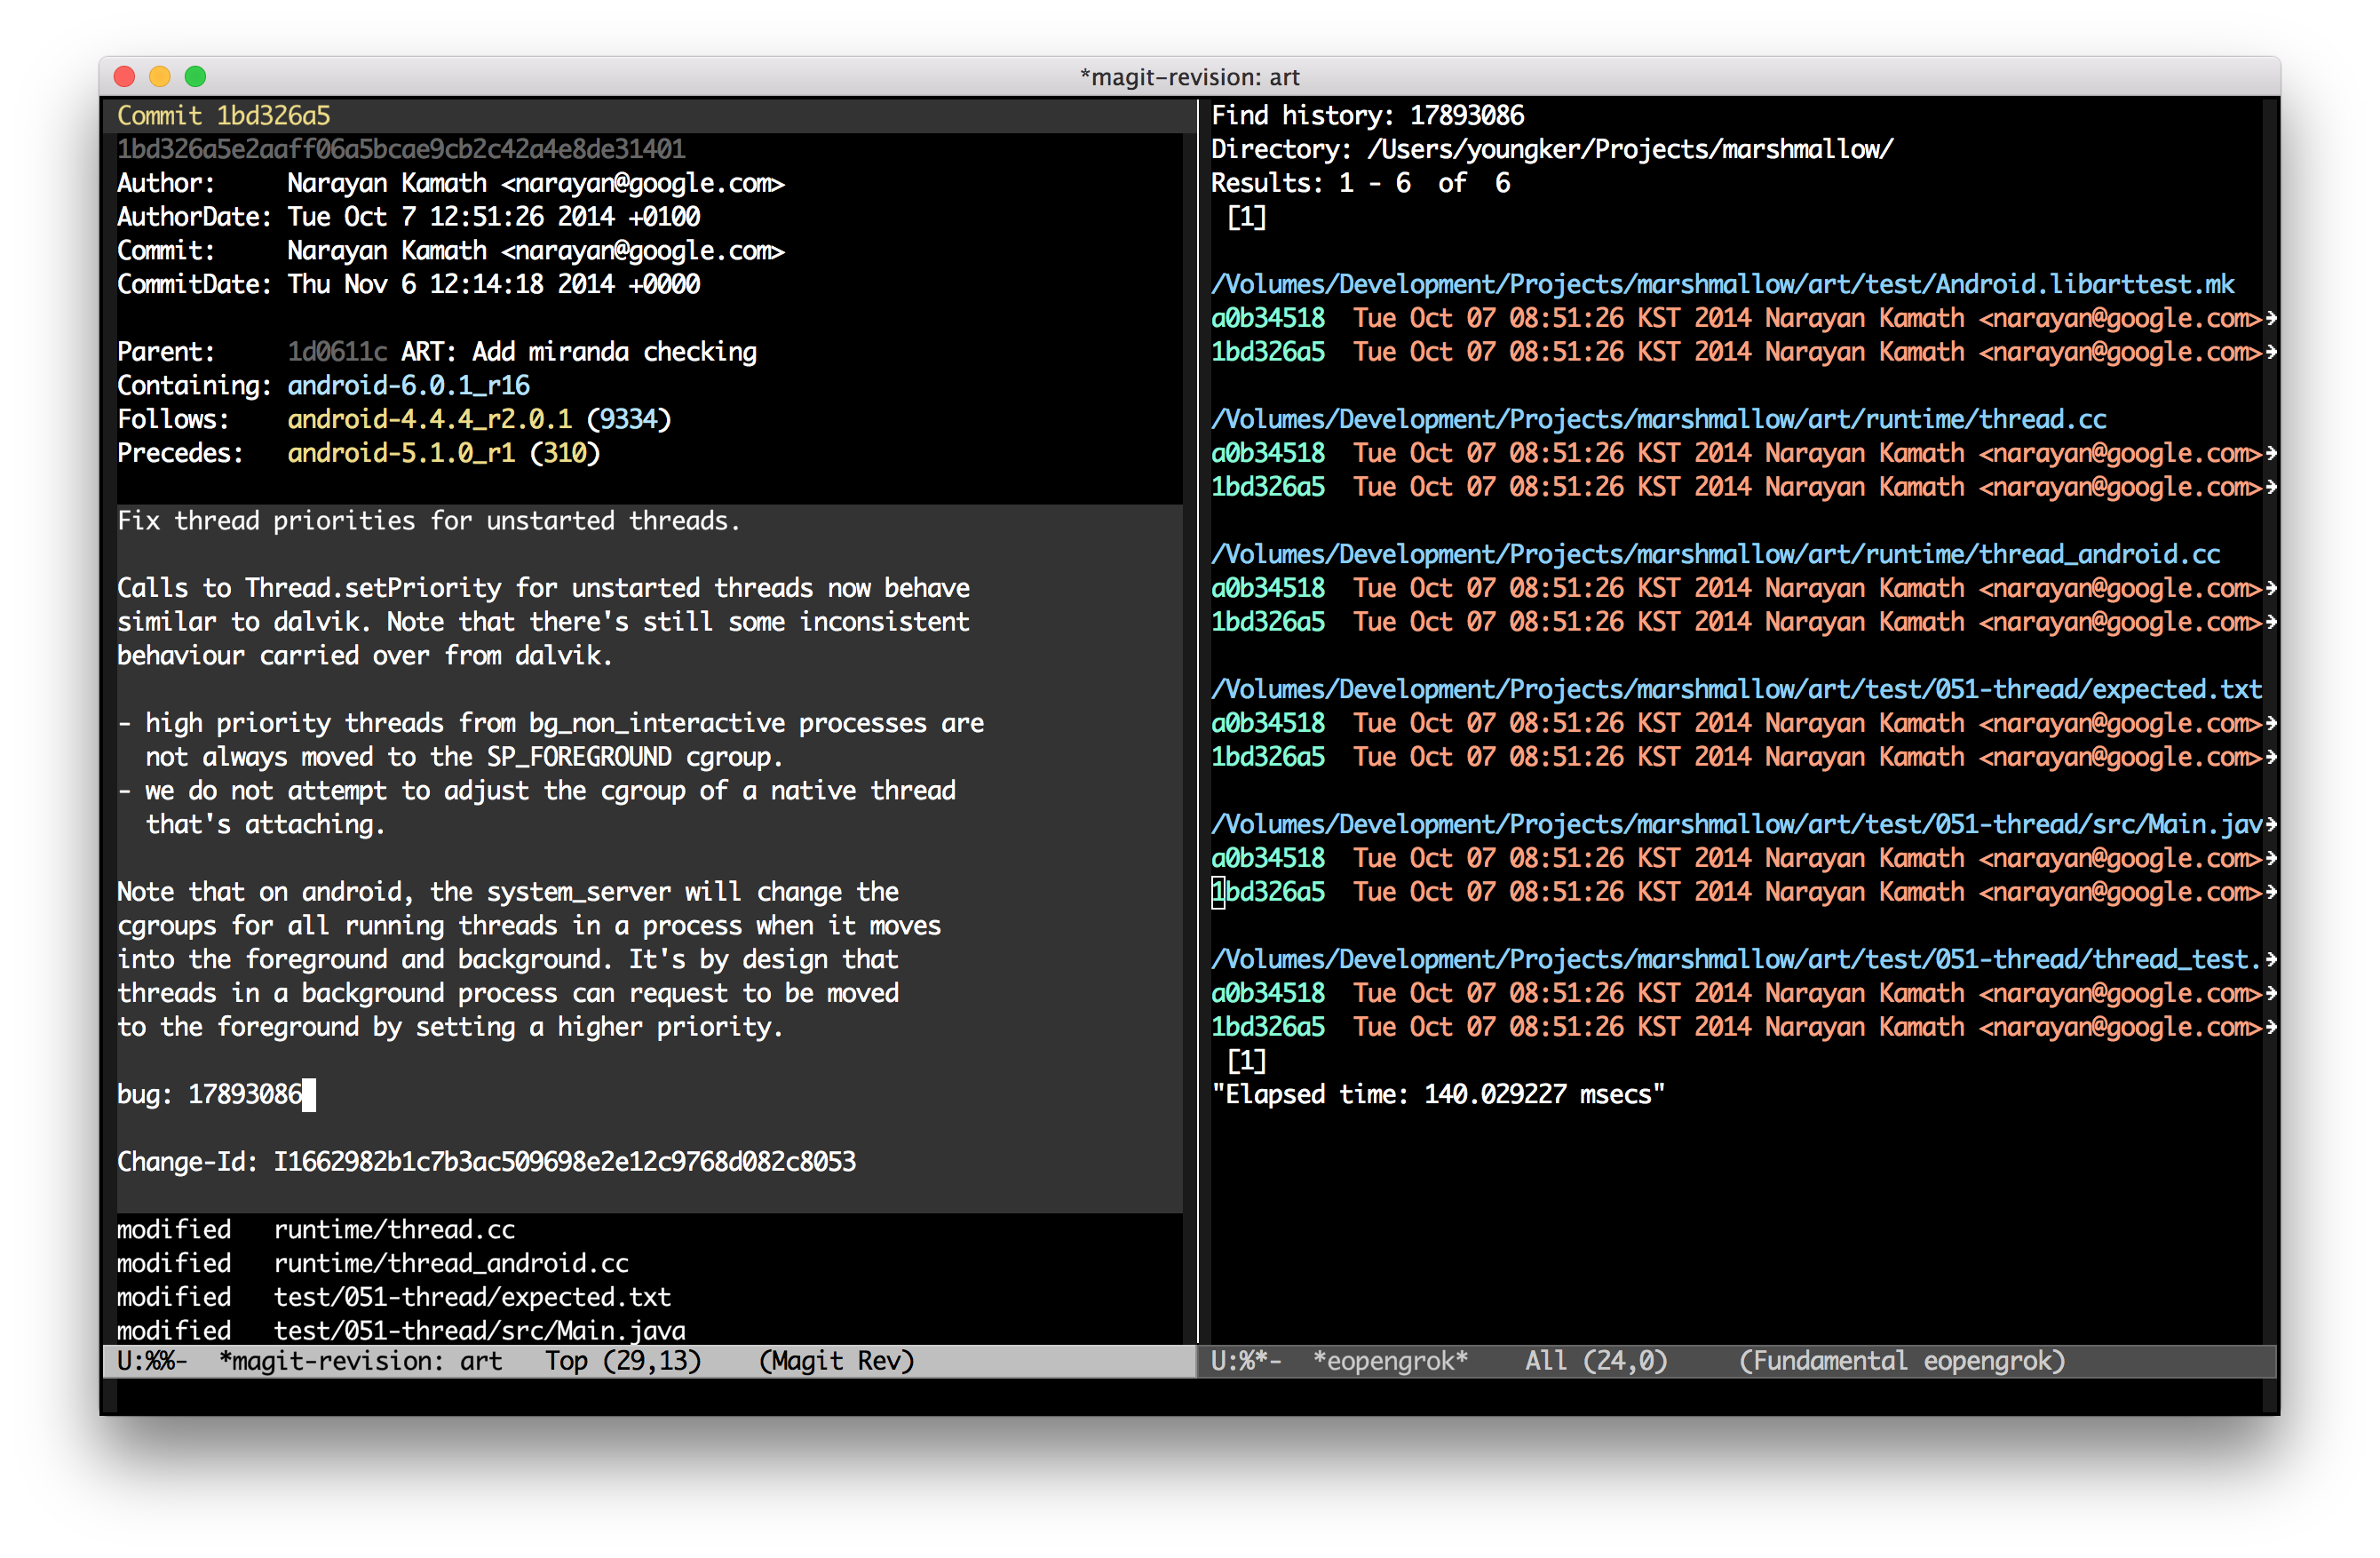 *magit-revision: art
Commit 1bd326a5
1bd326a5e2aaff06a5bcae9cb2c42a4e8de31401
Author:     Narayan Kamath <narayan@google.com>
AuthorDate: Tue Oct 7 12:51:26 2014 +0100
Commit:     Narayan Kamath <narayan@google.com>
CommitDate: Thu Nov 6 12:14:18 2014 +0000
Parent:     1d0611c ART: Add miranda checking
Containing: android-6.0.1_r16
Follows:    android-4.4.4_r2.0.1 (9334)
Precedes:   android-5.1.0_r1 (310)
Fix thread priorities for unstarted threads.
Calls to Thread.setPriority for unstarted threads now behave
similar to dalvik. Note that there's still some inconsistent
behaviour carried over from dalvik.
- high priority threads from bg_non_interactive processes are
  not always moved to the SP_FOREGROUND cgroup.
- we do not attempt to adjust the cgroup of a native thread
  that's attaching.
Note that on android, the system_server will change the
cgroups for all running threads in a process when it moves
into the foreground and background. It's by design that
threads in a background process can request to be moved
to the foreground by setting a higher priority.
bug: 17893086
Change-Id: I1662982b1c7b3ac509698e2e12c9768d082c8053
modified   runtime/thread.cc
modified   runtime/thread_android.cc
modified   test/051-thread/expected.txt
modified   test/051-thread/src/Main.java
U:%%-  *magit-revision: art   Top (29,13)    (Magit Rev)
Find history: 17893086
Directory: /Users/youngker/Projects/marshmallow/
Results: 1 - 6  of  6
[1]
/Volumes/Development/Projects/marshmallow/art/test/Android.libarttest.mk
a0b34518  Tue Oct 07 08:51:26 KST 2014 Narayan Kamath <narayan@google.com>
1bd326a5  Tue Oct 07 08:51:26 KST 2014 Narayan Kamath <narayan@google.com>
/Volumes/Development/Projects/marshmallow/art/runtime/thread.cc
a0b34518  Tue Oct 07 08:51:26 KST 2014 Narayan Kamath <narayan@google.com>
1bd326a5  Tue Oct 07 08:51:26 KST 2014 Narayan Kamath <narayan@google.com>
/Volumes/Development/Projects/marshmallow/art/runtime/thread_android.cc
a0b34518  Tue Oct 07 08:51:26 KST 2014 Narayan Kamath <narayan@google.com>
1bd326a5  Tue Oct 07 08:51:26 KST 2014 Narayan Kamath <narayan@google.com>
/Volumes/Development/Projects/marshmallow/art/test/051-thread/expected.txt
a0b34518  Tue Oct 07 08:51:26 KST 2014 Narayan Kamath <narayan@google.com>
1bd326a5  Tue Oct 07 08:51:26 KST 2014 Narayan Kamath <narayan@google.com>
/Volumes/Development/Projects/marshmallow/art/test/051-thread/src/Main.jav
a0b34518  Tue Oct 07 08:51:26 KST 2014 Narayan Kamath <narayan@google.com>
1bd326a5  Tue Oct 07 08:51:26 KST 2014 Narayan Kamath <narayan@google.com>
/Volumes/Development/Projects/marshmallow/art/test/051-thread/thread_test.
a0b34518  Tue Oct 07 08:51:26 KST 2014 Narayan Kamath <narayan@google.com>
1bd326a5  Tue Oct 07 08:51:26 KST 2014 Narayan Kamath <narayan@google.com>
[1]
"Elapsed time: 140.029227 msecs"
U:%*-  *eopengrok*    All (24,0)     (Fundamental eopengrok)